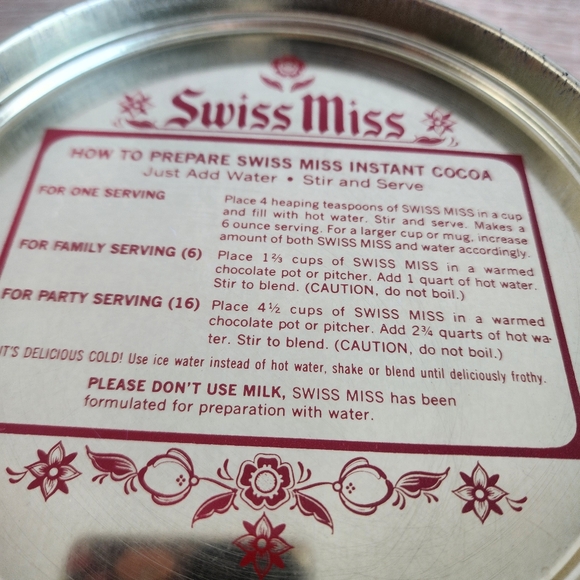 Swiss Miss
HOW TO PREPARE SWISS MISS INSTANT COCOA
Just Add Water • Stir and Serve
FOR ONE SERVING
Place 4 heaping teaspoons of SWISS MISS in a cup
and fill with hot water. Stir and serve. Makes a
6 ounce serving. For a larger cup or mug, increase
amount of both SWISS MISS and water accordingly.
FOR FAMILY SERVING (6)
Place 1⅔ cups of SWISS MISS in a warmed
chocolate pot or pitcher. Add 1 quart of hot water.
Stir to blend. (CAUTION, do not boil.)
FOR PARTY SERVING (16)
Place 4½ cups of SWISS MISS in a warmed
chocolate pot or pitcher. Add 2¾ quarts of hot wa-
ter. Stir to blend. (CAUTION, do not boil.)
IT'S DELICIOUS COLD! Use ice water instead of hot water, shake or blend until deliciously frothy.
PLEASE DON'T USE MILK, SWISS MISS has been
formulated for preparation with water.